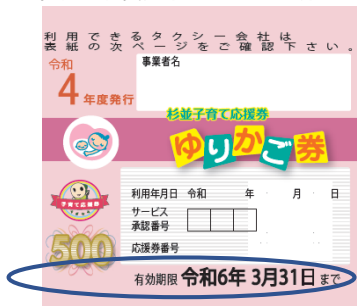 利用できるタクシー会社は
表紙の次ページをご確認下さい。
令和
4年度発行
事業者名
杉並子育て応援券
ゆりかご券
子育て応援券
500
利用年月日 令和 年 月 日
サービス
承認番号
応援券番号
有効期限 令和6年 3月31日 まで